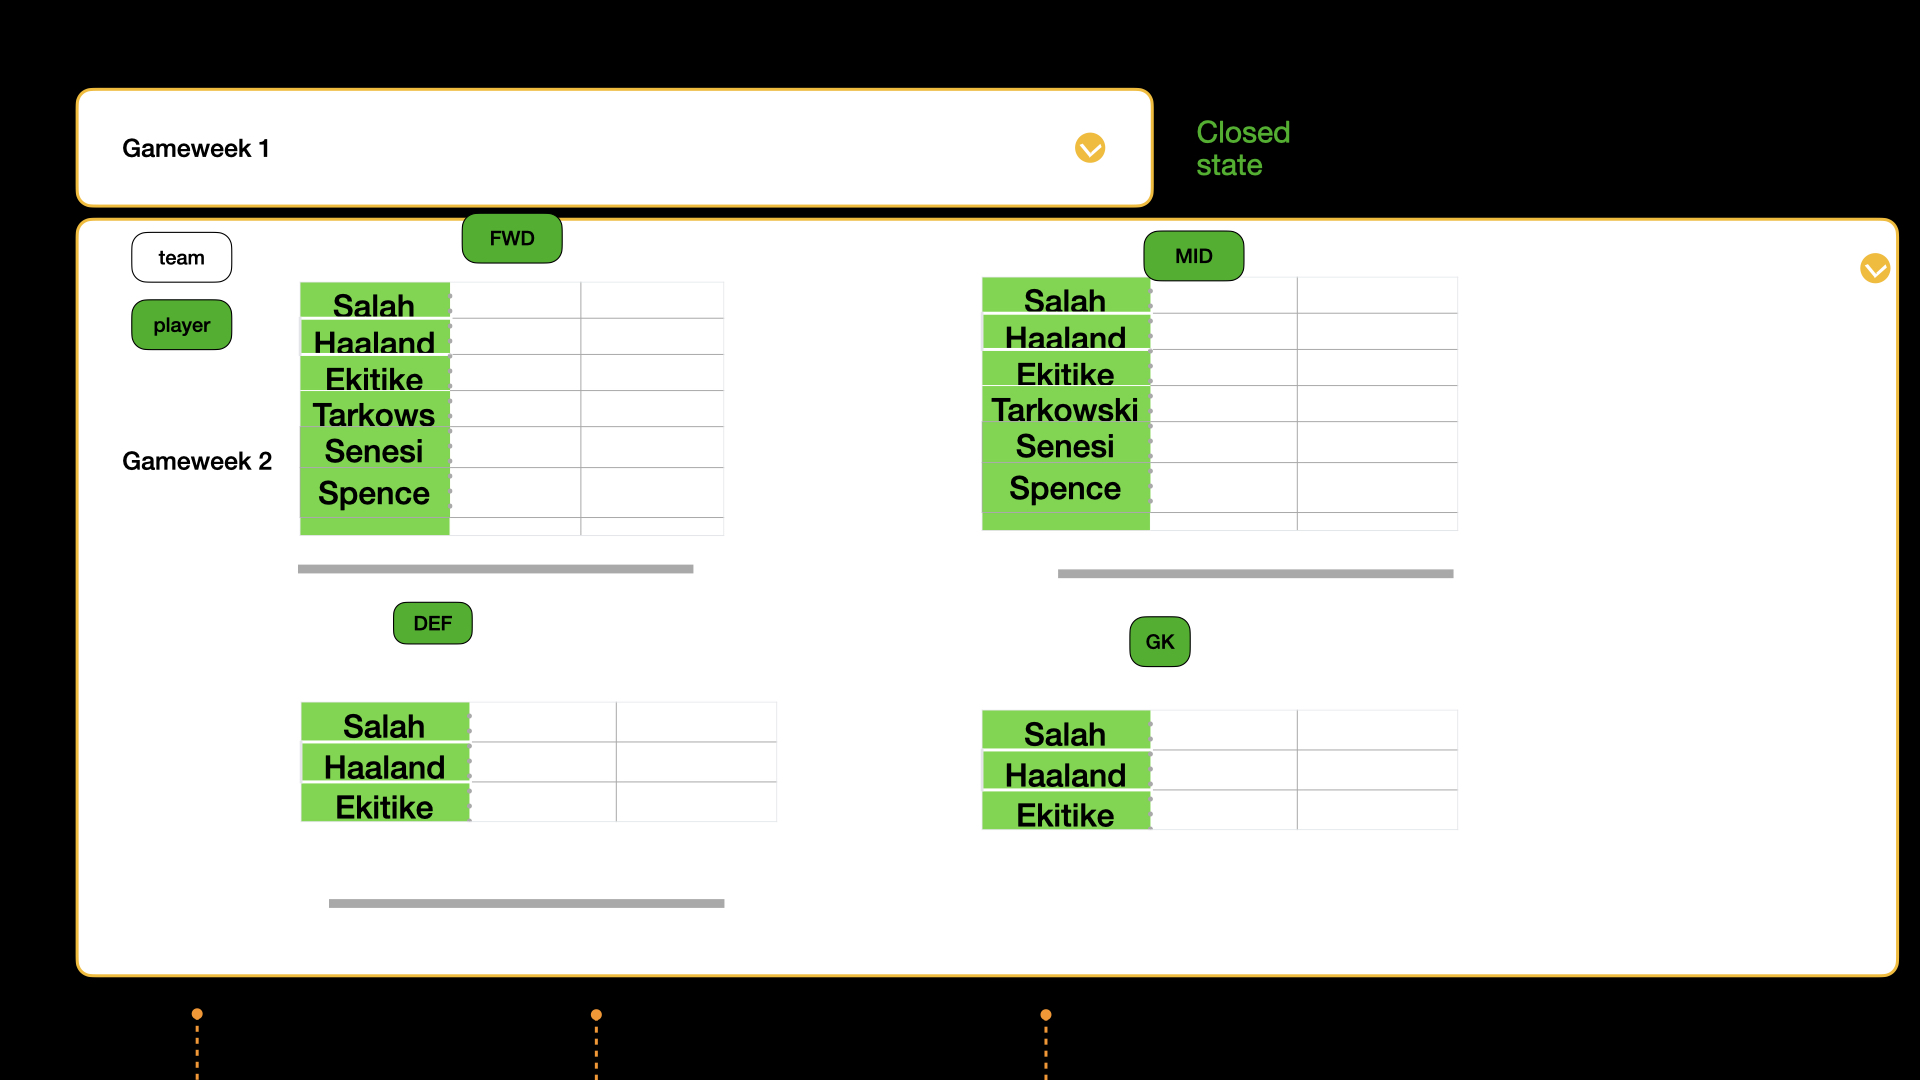 Gameweek 1
Closed
state
team
player
Gameweek 2
FWD
Salah
Haaland
Ekitike
Tarkows
Senesi
Spence
MID
Salah
Haaland
Ekitike
Tarkowski
Senesi
Spence
DEF
Salah
Haaland
Ekitike
GK
Salah
Haaland
Ekitike